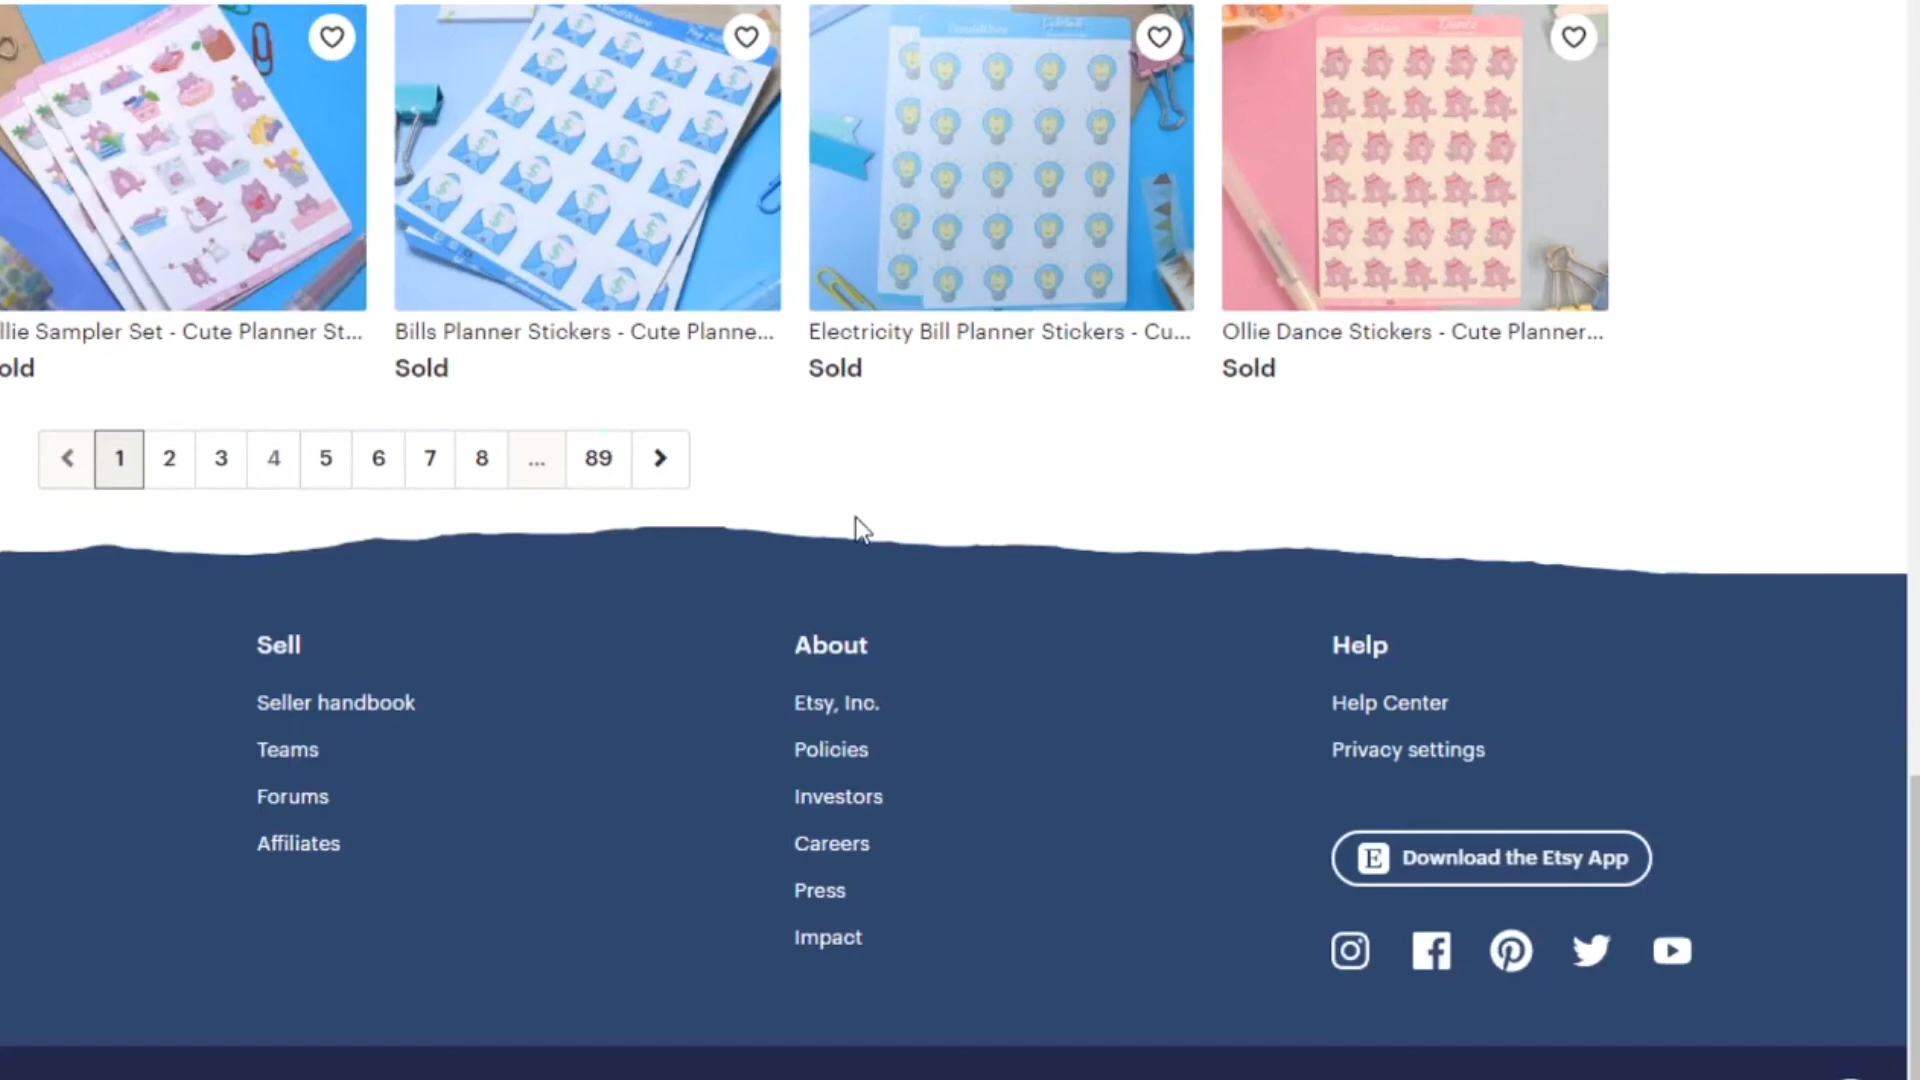 llie Sampler Set - Cute Planner St...
old
Bills Planner Stickers - Cute Planne...
Sold
Electricity Bill Planner Stickers - Cu...
Sold
Ollie Dance Stickers - Cute Planner...
Sold
1 2 3 4 5 6 7 8 ... 89
Sell
Seller handbook
Teams
Forums
Affiliates
About
Etsy, Inc.
Policies
Investors
Careers
Press
Impact
Help
Help Center
Privacy settings
E Download the Etsy App